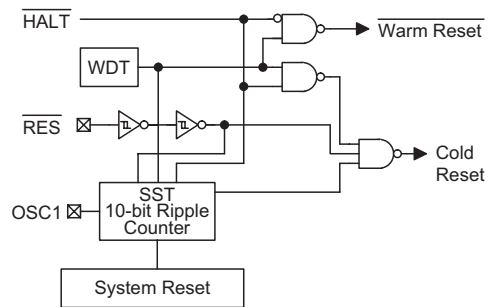 HALT
Warm Reset
WDT
RES
Cold
Reset
SST
10-bit Ripple
Counter
OSC1
System Reset